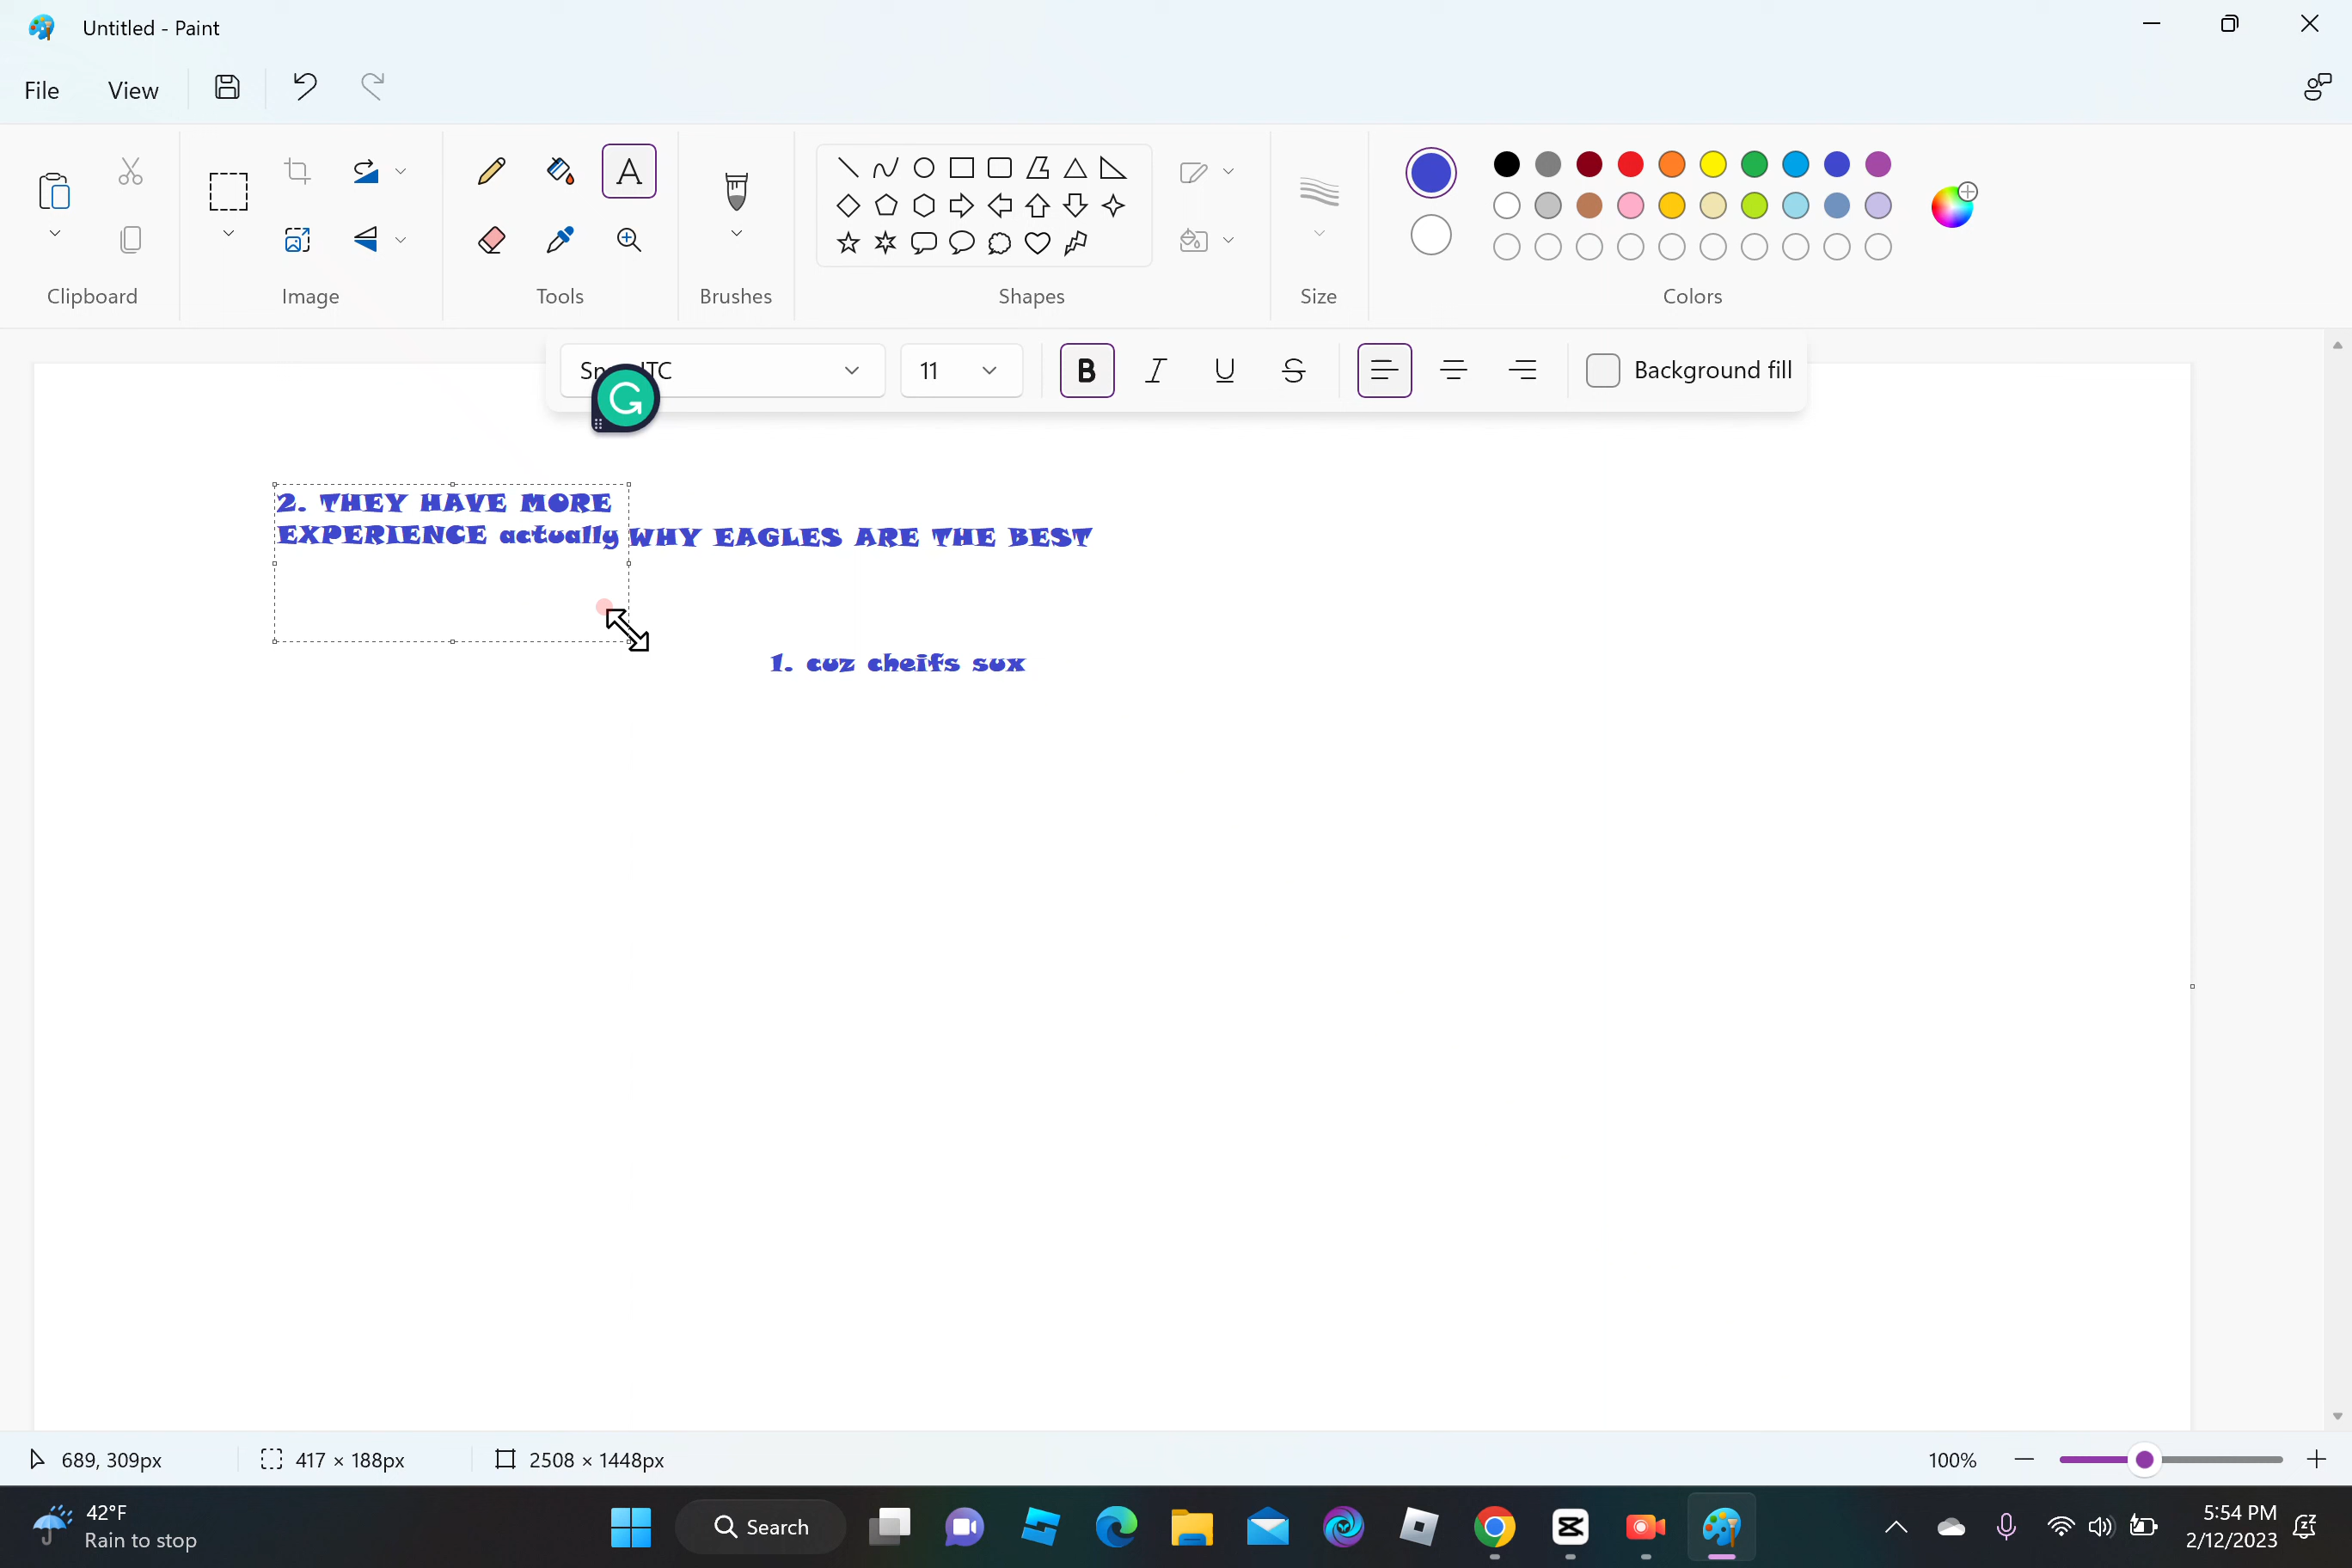 Untitled - Paint
File
View
Clipboard
Image
Tools
Brushes
Shapes
Size
Colors
11
B
Background fill
2. THEY HAVE MORE
EXPERIENCE actually
WHY EAGLES ARE THE BEST
1. cuz cheifs sux
689, 309px
417 × 188px
2508 × 1448px
100%
42°F
Rain to stop
Search
5:54 PM
2/12/2023